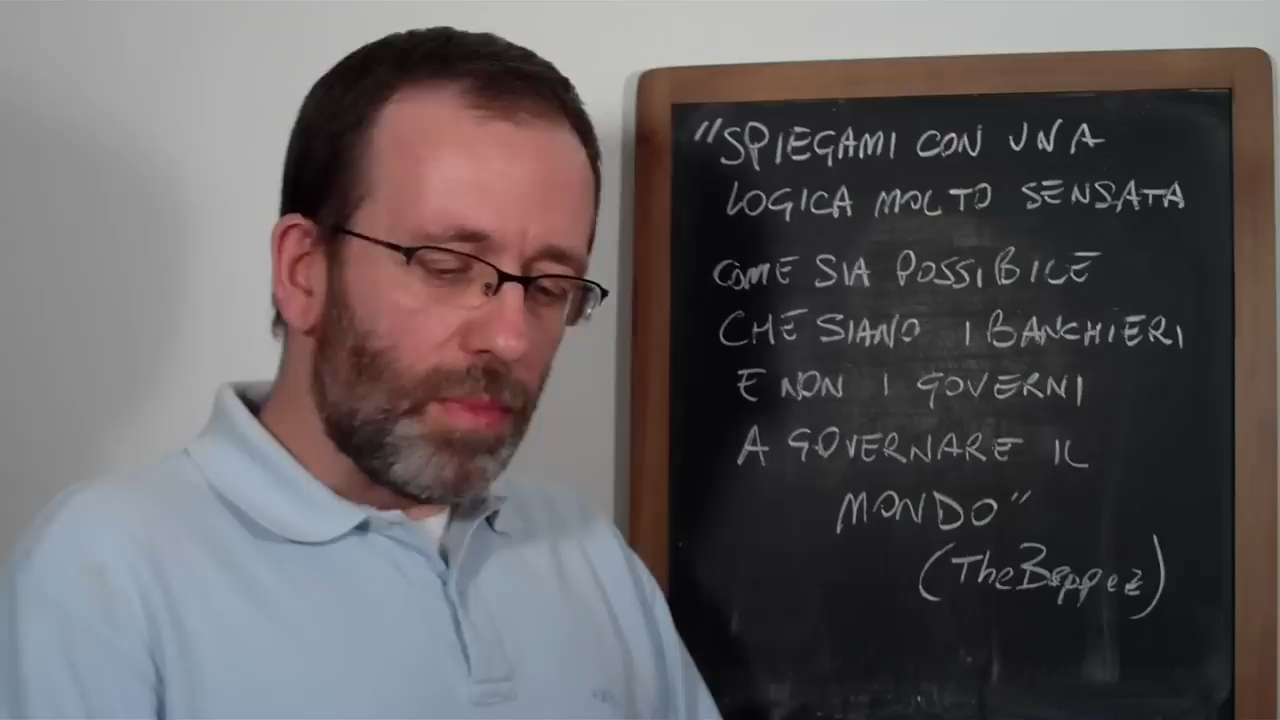 "SPIEGAMI CON UNA
LOGICA MOLTO SENSATA
COME SIA POSSIBILE
CHE SIANO I BANCHIERI
E NON I GOVERNI
A GOVERNARE IL
MONDO"
(TheBeppez)